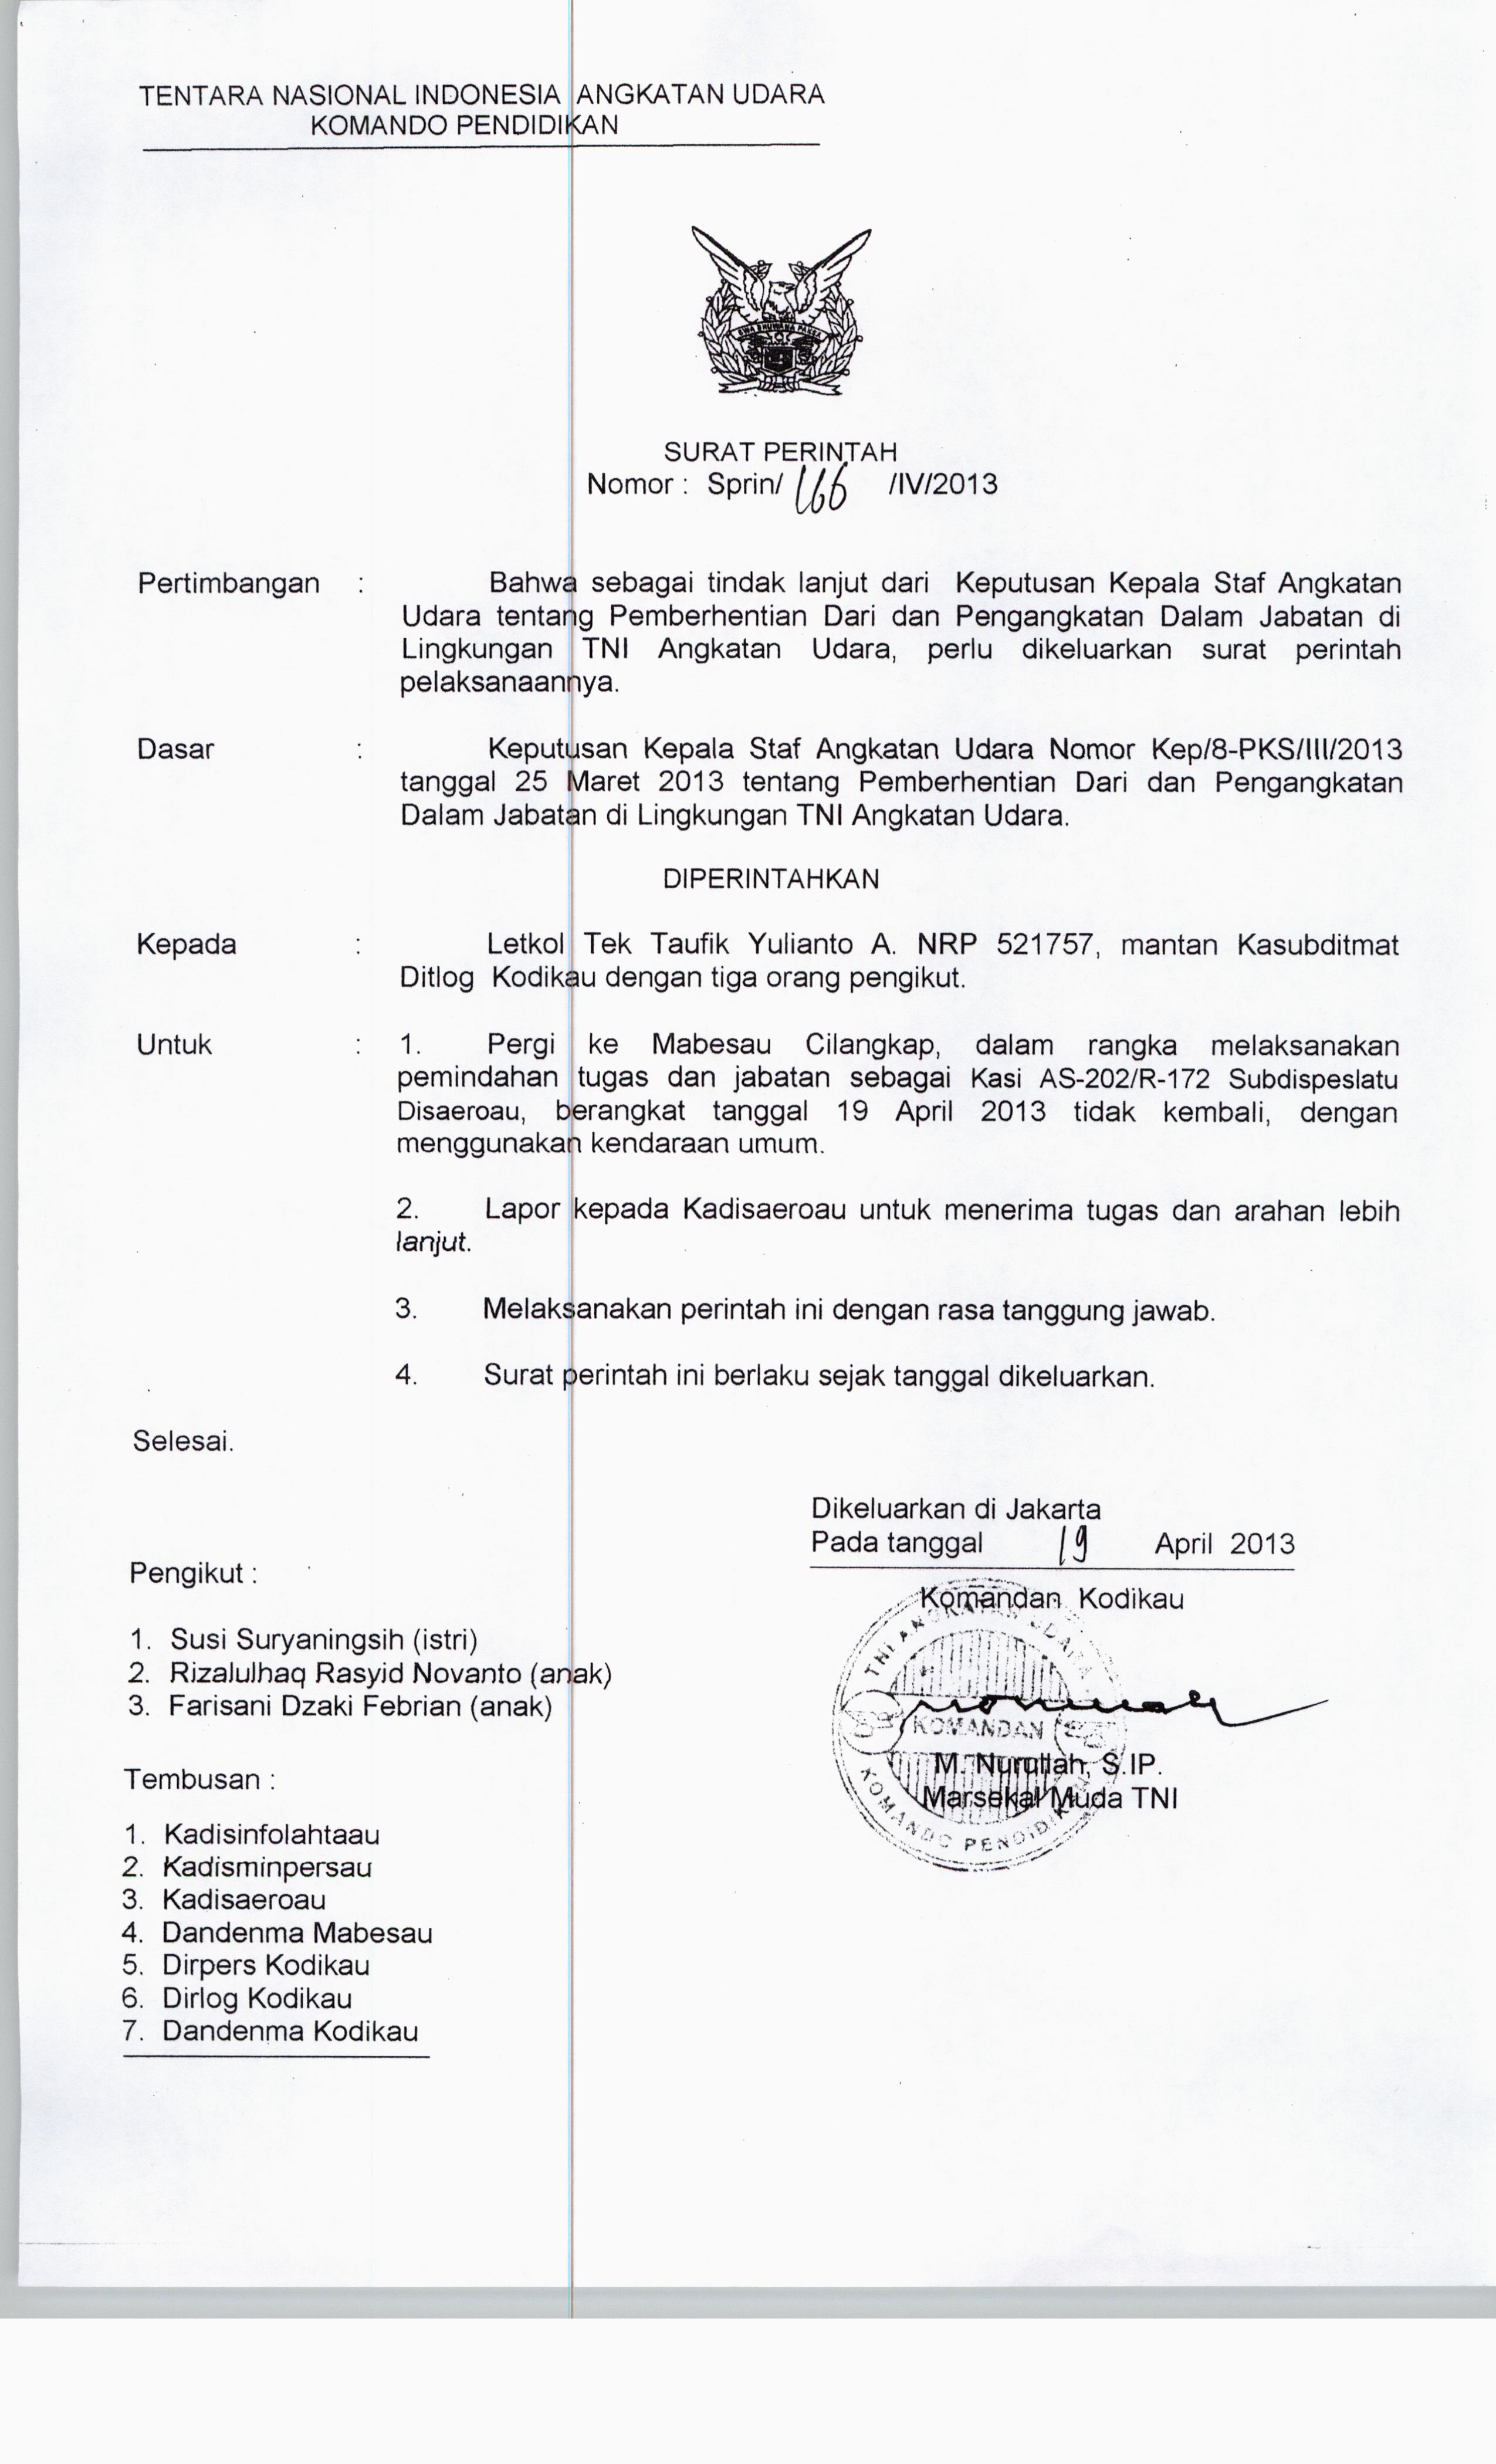 TENTARA NASIONAL INDONESIA ANGKATAN UDARA
KOMANDO PENDIDIKAN
SWA BHUWANA PAKSA
SURAT PERINTAH
Nomor : Sprin/ 166 /IV/2013
Pertimbangan : Bahwa sebagai tindak lanjut dari Keputusan Kepala Staf Angkatan
Udara tentang Pemberhentian Dari dan Pengangkatan Dalam Jabatan di
Lingkungan TNI Angkatan Udara, perlu dikeluarkan surat perintah
pelaksanaannya.
Dasar : Keputusan Kepala Staf Angkatan Udara Nomor Kep/8-PKS/III/2013
tanggal 25 Maret 2013 tentang Pemberhentian Dari dan Pengangkatan
Dalam Jabatan di Lingkungan TNI Angkatan Udara.
DIPERINTAHKAN
Kepada : Letkol Tek Taufik Yulianto A. NRP 521757, mantan Kasubditmat
Ditlog Kodikau dengan tiga orang pengikut.
Untuk : 1. Pergi ke Mabesau Cilangkap, dalam rangka melaksanakan
pemindahan tugas dan jabatan sebagai Kasi AS-202/R-172 Subdispeslatu
Disaeroau, berangkat tanggal 19 April 2013 tidak kembali, dengan
menggunakan kendaraan umum.
2. Lapor kepada Kadisaeroau untuk menerima tugas dan arahan lebih
lanjut.
3. Melaksanakan perintah ini dengan rasa tanggung jawab.
4. Surat perintah ini berlaku sejak tanggal dikeluarkan.
Selesai.
Dikeluarkan di Jakarta
Pada tanggal 19 April 2013
Komandan Kodikau
TNI ANGKATAN UDARA
KOMANDAN
KOMANDO PENDIDIKAN
M. Nurullah, S.IP.
Marsekal Muda TNI
Pengikut :
1. Susi Suryaningsih (istri)
2. Rizalulhaq Rasyid Novanto (anak)
3. Farisani Dzaki Febrian (anak)
Tembusan :
1. Kadisinfolahtaau
2. Kadisminpersau
3. Kadisaeroau
4. Dandenma Mabesau
5. Dirpers Kodikau
6. Dirlog Kodikau
7. Dandenma Kodikau